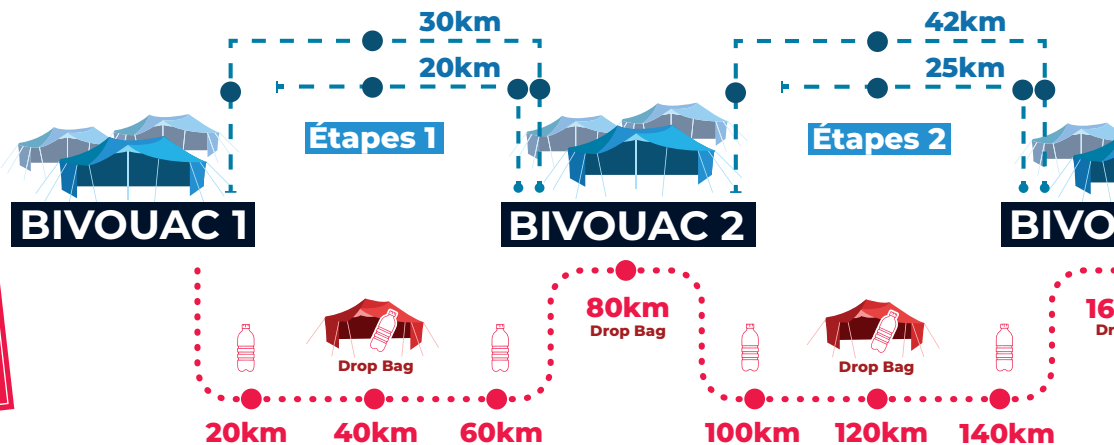 30km
20km
Étapes 1
42km
25km
Étapes 2
BIVOUAC 1
BIVOUAC 2
80km
Drop Bag
Drop Bag
Drop Bag
20km
40km
60km
100km
120km
140km